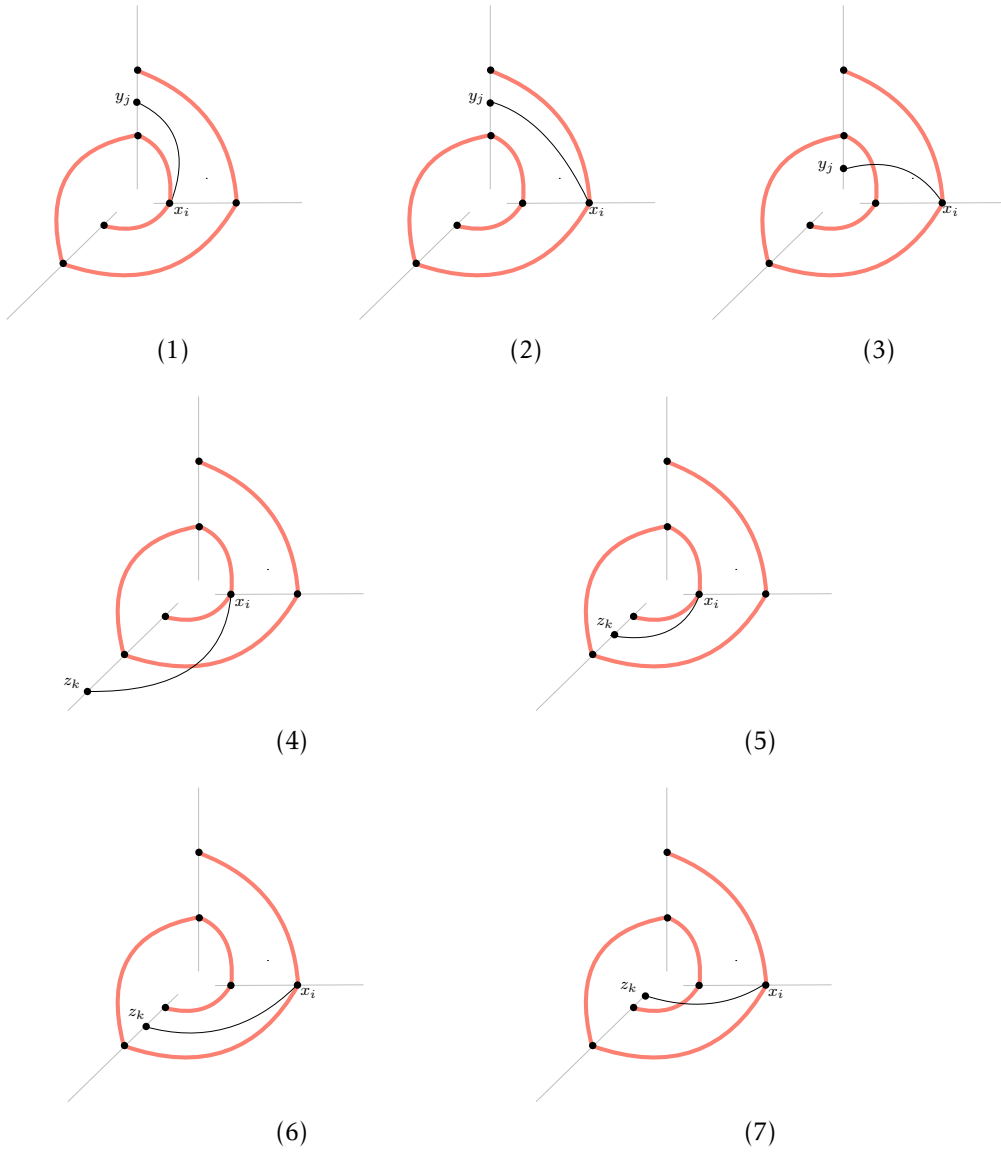 y_j y_j
y_j
x_i x_i x_i
(1) (2) (3)
x_i x_i
z_k
z_k
(4) (5)
z_k z_k
x_i x_i
(6) (7)